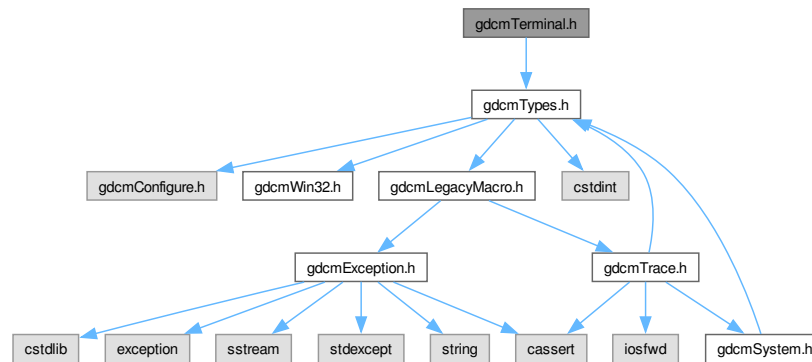 gdcmTerminal.h
gdcmTypes.h
gdcmConfigure.h
gdcmWin32.h
gdcmLegacyMacro.h
cstdint
gdcmException.h
gdcmTrace.h
cstdlib
exception
sstream
stdexcept
string
cassert
iosfwd
gdcmSystem.h